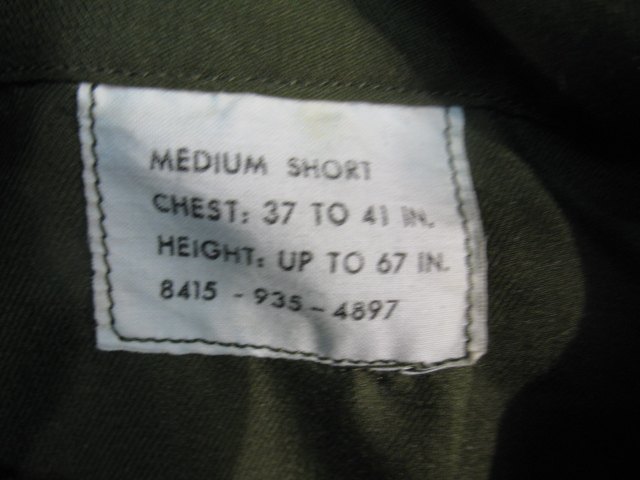 MEDIUM SHORT
CHEST: 37 TO 41 IN.
HEIGHT: UP TO 67 IN.
8415 - 935 - 4897